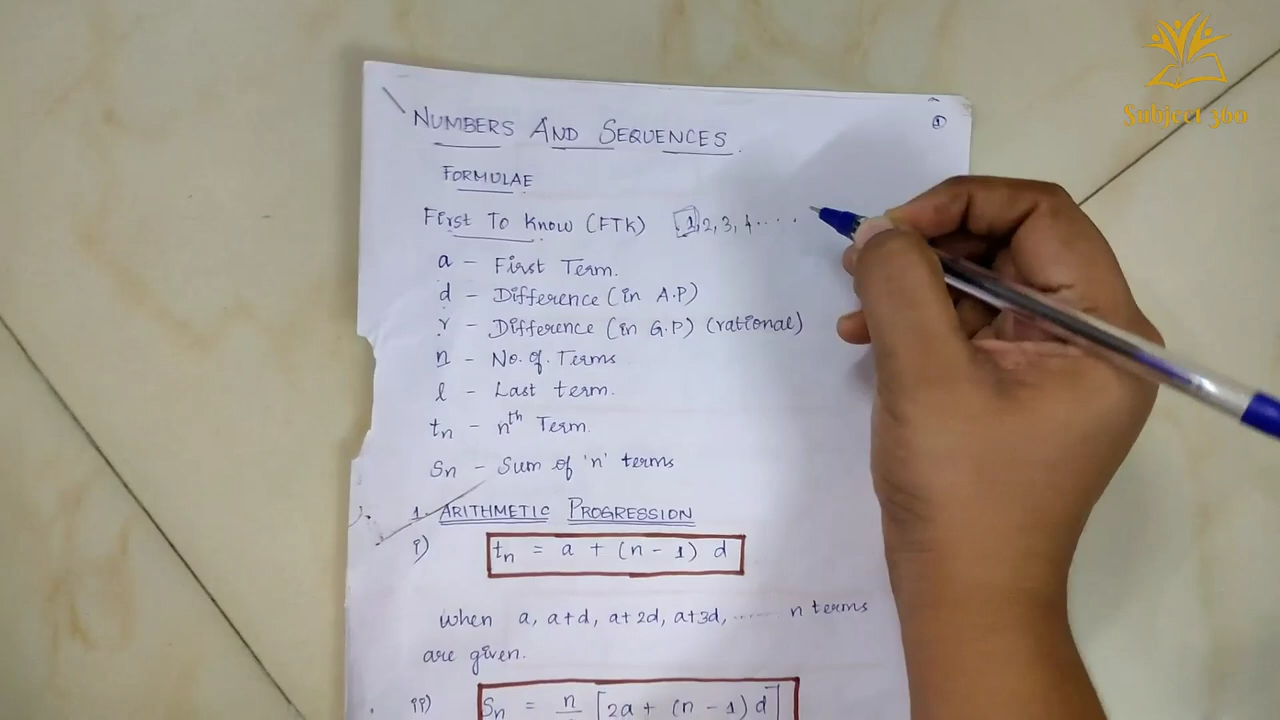 Subject 360
①
NUMBERS AND SEQUENCES.
FORMULAE
First To Know (FTK) 1, 2, 3, 4 . . . .
a - First Term.
d - Difference (in A.P)
r - Difference (in G.P) (rational)
n - No. of. Terms
l - Last term.
tn - nth Term.
Sn - Sum of 'n' terms
1. ARITHMETIC PROGRESSION
i) tn = a + (n - 1) d
when a, a+d, a+2d, a+3d, ....... n terms
are given.
ii) Sn = n [2a + (n - 1) d]